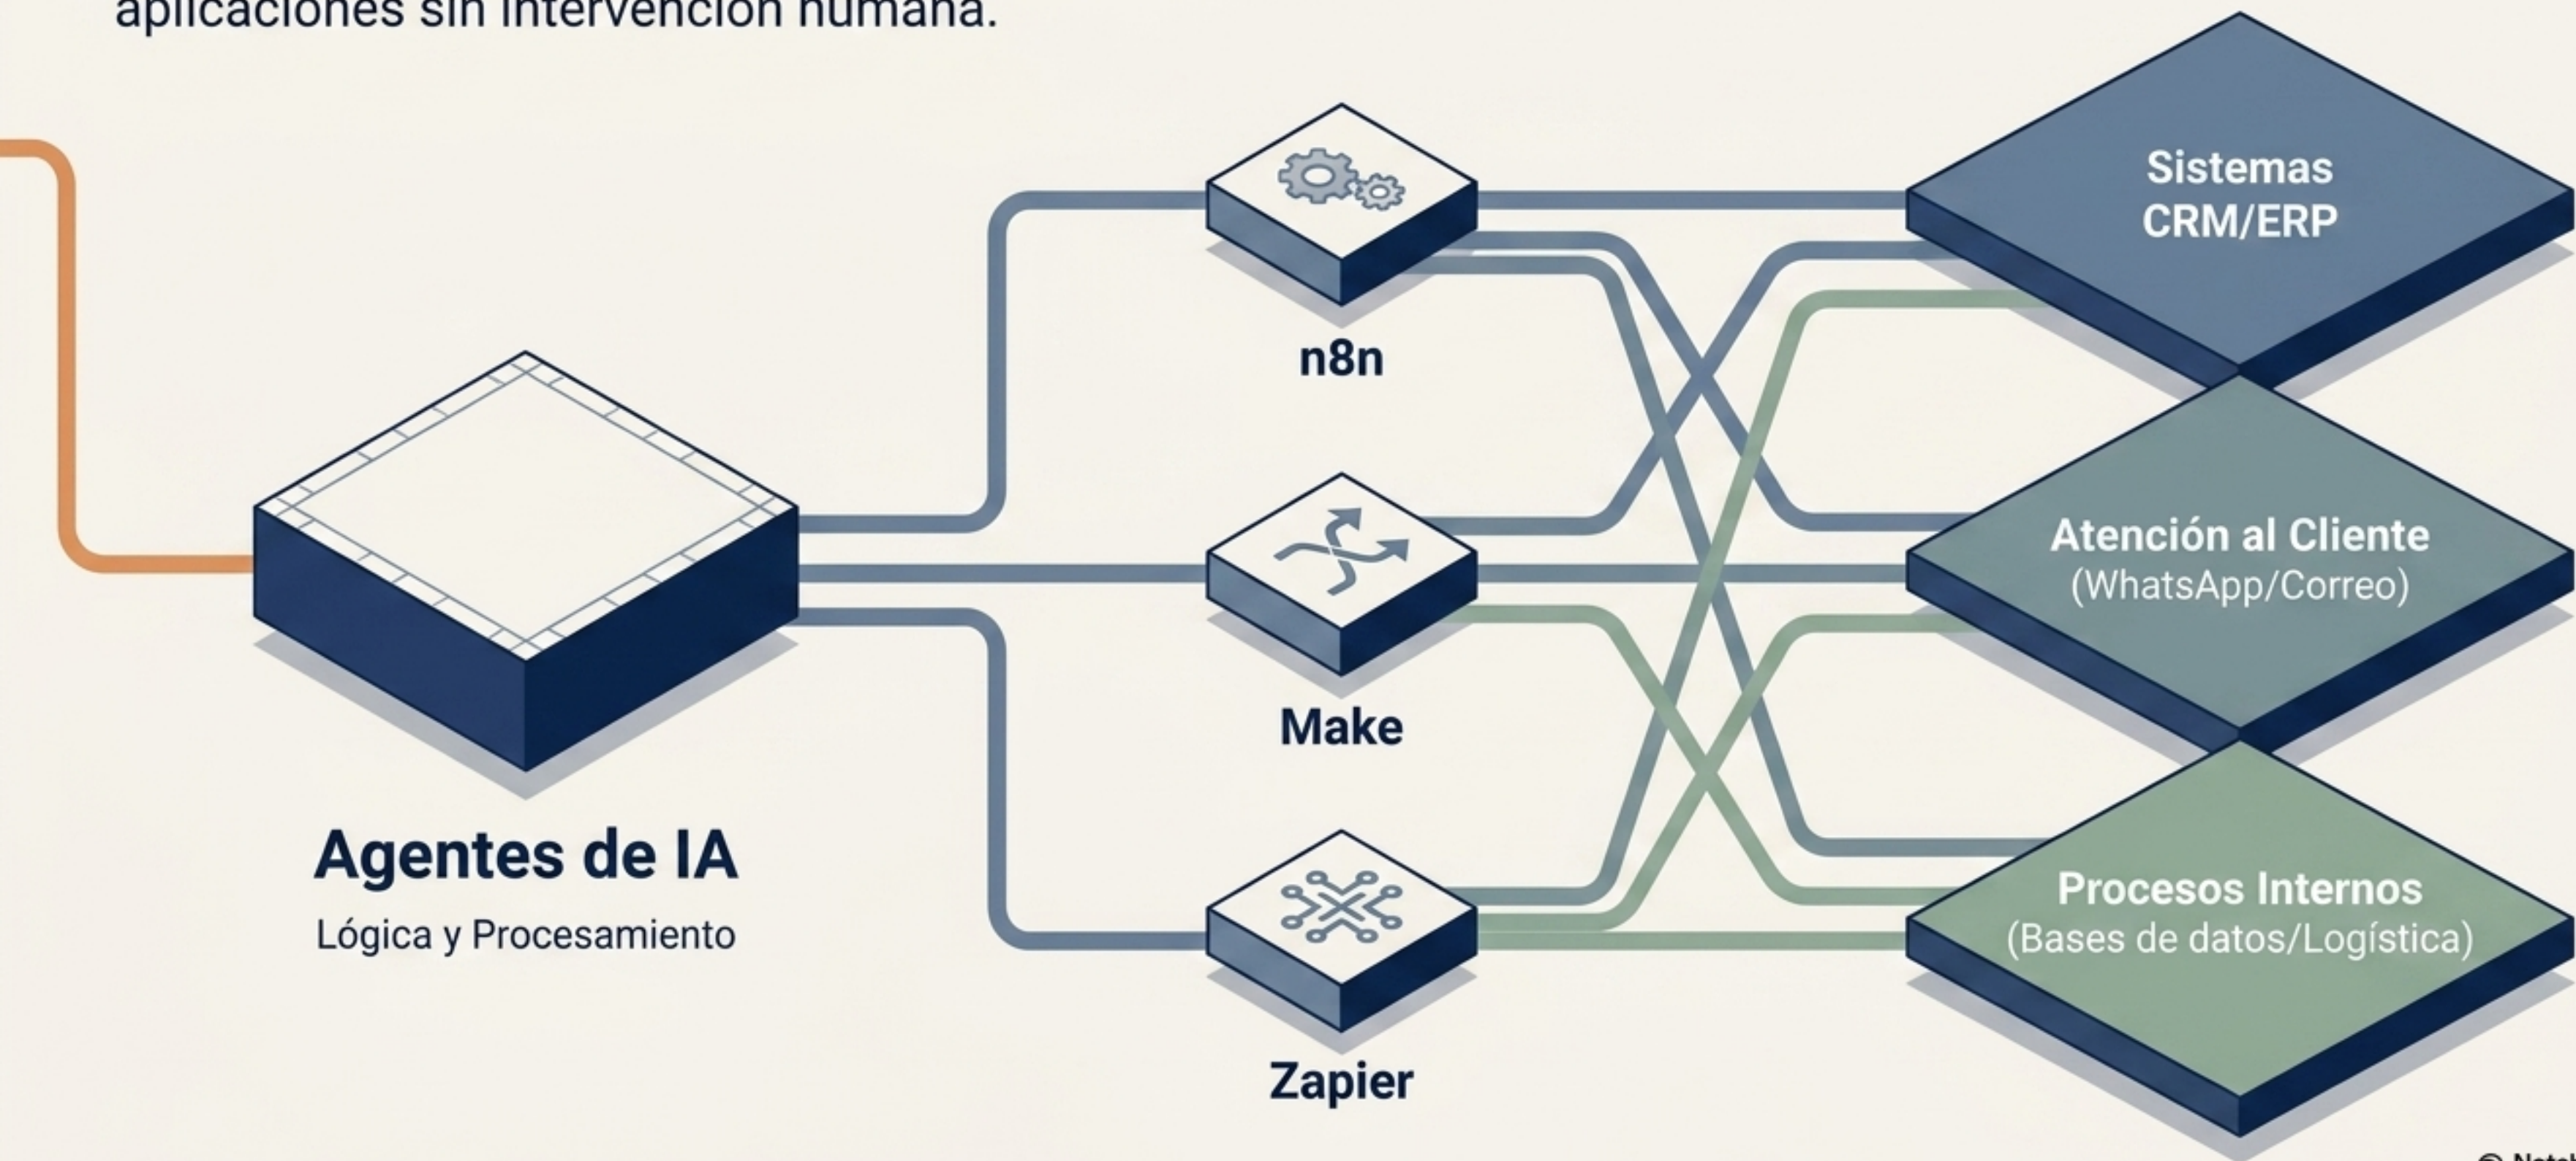 aplicaciones sin intervención humana.
n8n
Make
Zapier
Agentes de IA
Lógica y Procesamiento
Sistemas
CRM/ERP
Atención al Cliente
(WhatsApp/Correo)
Procesos Internos
(Bases de datos/Logística)